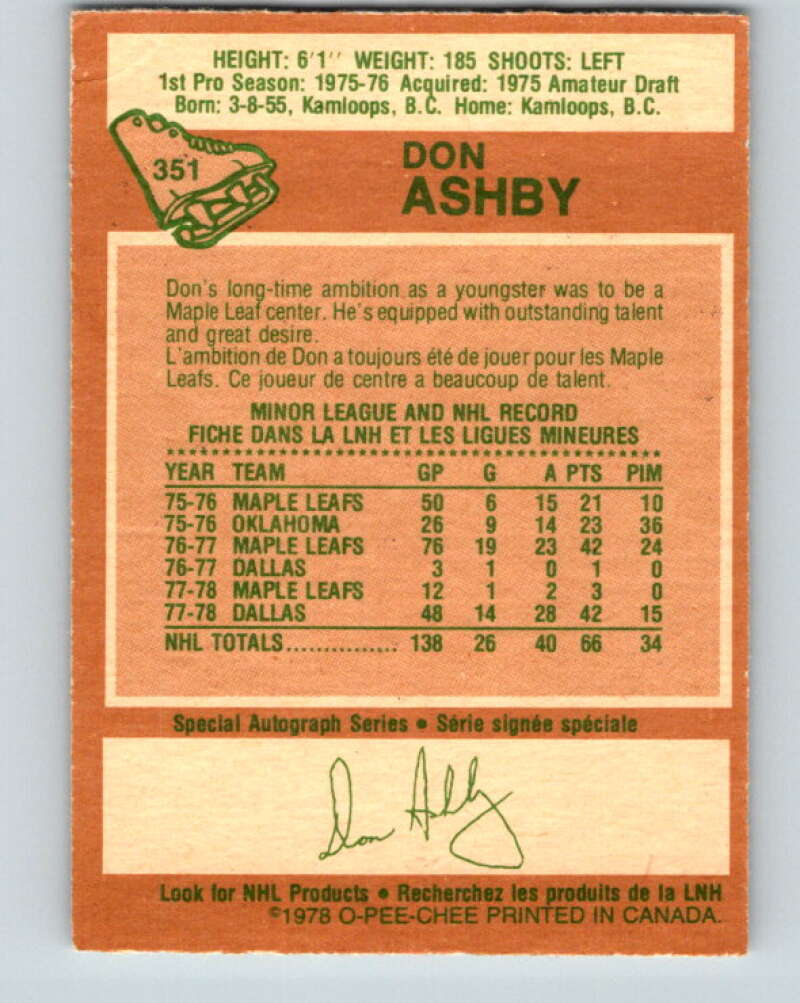 HEIGHT: 6'1'' WEIGHT: 185 SHOOTS: LEFT
1st Pro Season: 1975-76 Acquired: 1975 Amateur Draft
Born: 3-8-55, Kamloops, B.C. Home: Kamloops, B.C.
351
DON
ASHBY
Don's long-time ambition as a youngster was to be a
Maple Leaf center. He's equipped with outstanding talent
and great desire.
L'ambition de Don a toujours été de jouer pour les Maple
Leafs. Ce joueur de centre a beaucoup de talent.
MINOR LEAGUE AND NHL RECORD
FICHE DANS LA LNH ET LES LIGUES MINEURES
YEAR TEAM GP G A PTS PIM
75-76 MAPLE LEAFS 50 6 15 21 10
75-76 OKLAHOMA 26 9 14 23 36
76-77 MAPLE LEAFS 76 19 23 42 24
76-77 DALLAS 3 1 0 1 0
77-78 MAPLE LEAFS 12 1 2 3 0
77-78 DALLAS 48 14 28 42 15
NHL TOTALS............... 138 26 40 66 34
Special Autograph Series • Série signée spéciale
Don Ashby
Look for NHL Products • Recherchez les produits de la LNH
©1978 O-PEE-CHEE PRINTED IN CANADA.